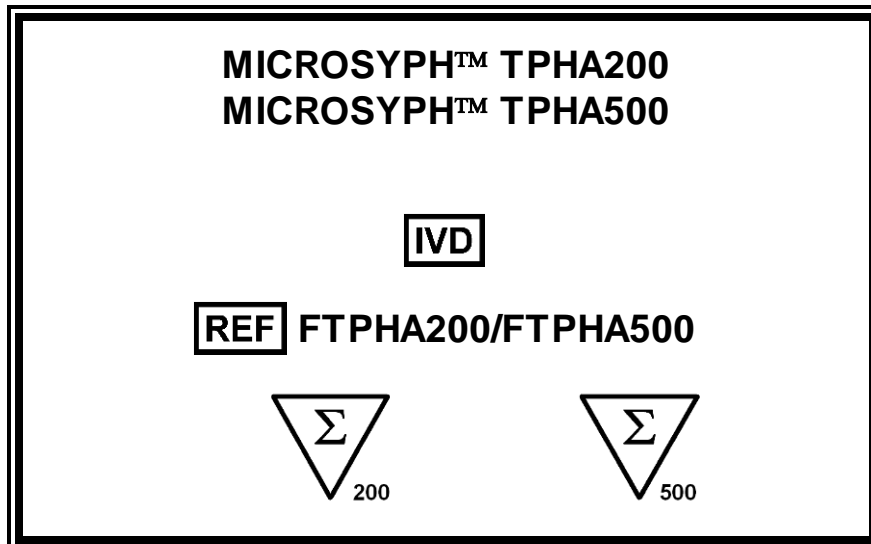 MICROSYPH™ TPHA200
MICROSYPH™ TPHA500
IVD
REF FTPHA200/FTPHA500
Σ Σ
200 500